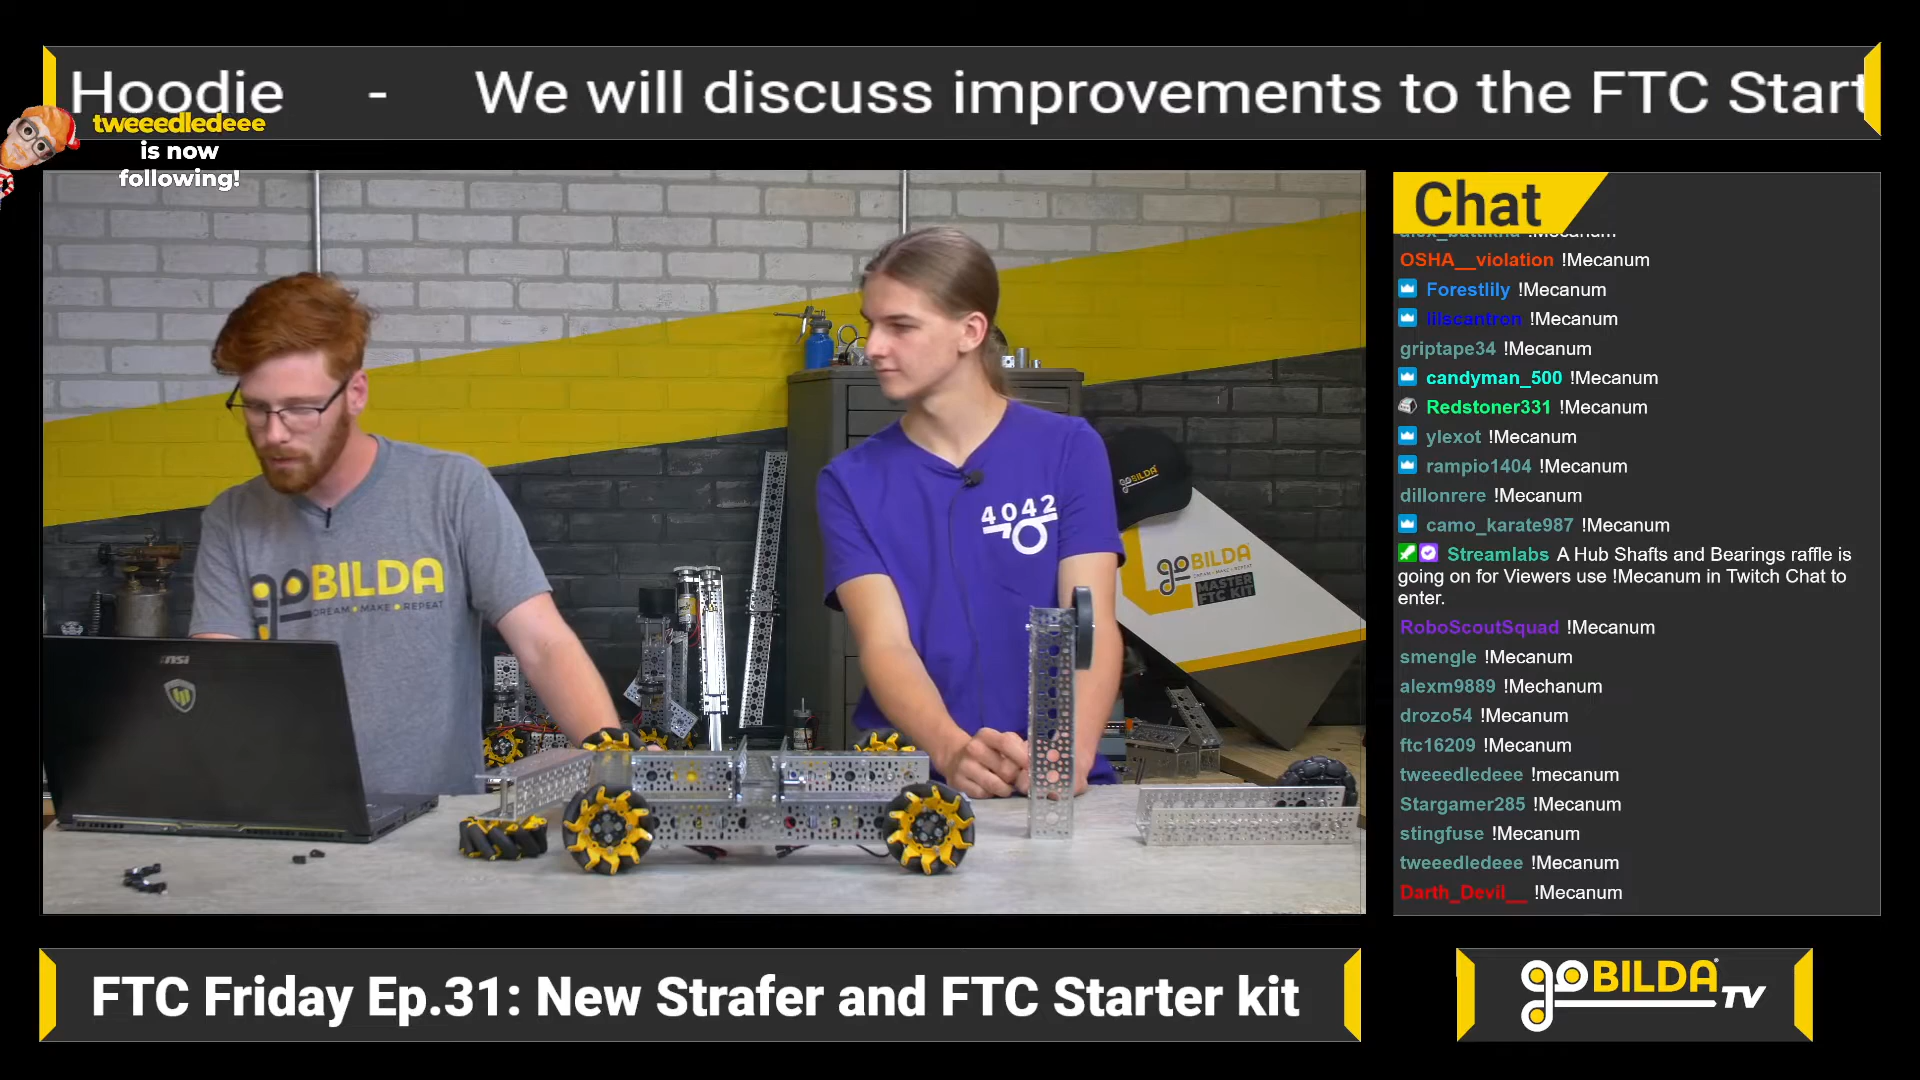 Hoodie - We will discuss improvements to the FTC Start
tweeedledeee
is now
following!
Chat
!Mecanum
OSHA__violation !Mecanum
Forestlily !Mecanum
lilscantron !Mecanum
griptape34 !Mecanum
candyman_500 !Mecanum
Redstoner331 !Mecanum
ylexot !Mecanum
rampio1404 !Mecanum
dillonrere !Mecanum
camo_karate987 !Mecanum
Streamlabs A Hub Shafts and Bearings raffle is
going on for Viewers use !Mecanum in Twitch Chat to
enter.
RoboScoutSquad !Mecanum
smengle !Mecanum
alexm9889 !Mechanum
drozo54 !Mecanum
ftc16209 !Mecanum
tweeedledeee !mecanum
Stargamer285 !Mecanum
stingfuse !Mecanum
tweeedledeee !Mecanum
Darth_Devil__ !Mecanum
4042
goBILDA
goBILDA
DREAM • MAKE • REPEAT
goBILDA
MASTER
FTC KIT
msi
FTC Friday Ep.31: New Strafer and FTC Starter kit
goBILDA TV